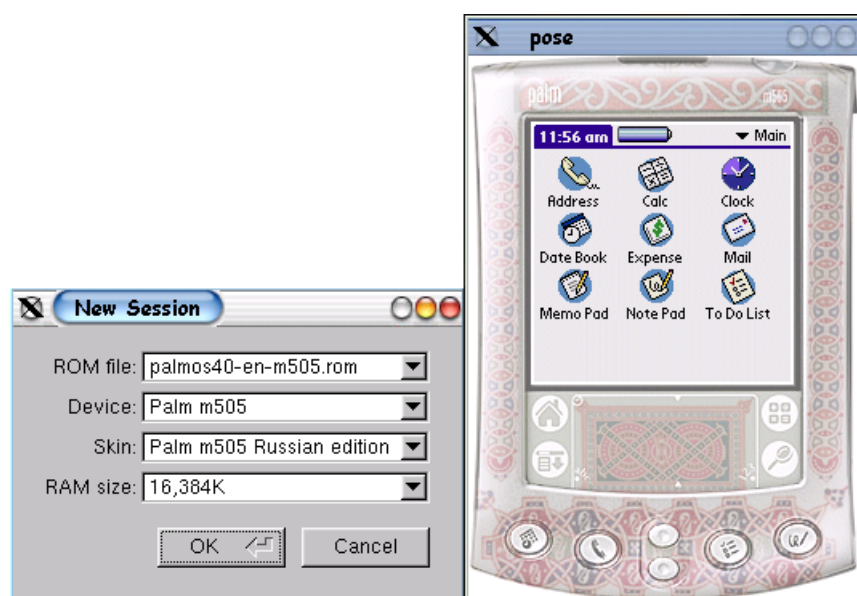 New Session
ROM file: palmos40-en-m505.rom
Device: Palm m505
Skin: Palm m505 Russian edition
RAM size: 16,384K
OK Cancel
pose
palm m505
11:56 am Main
Address Calc Clock
Date Book Expense Mail
Memo Pad Note Pad To Do List